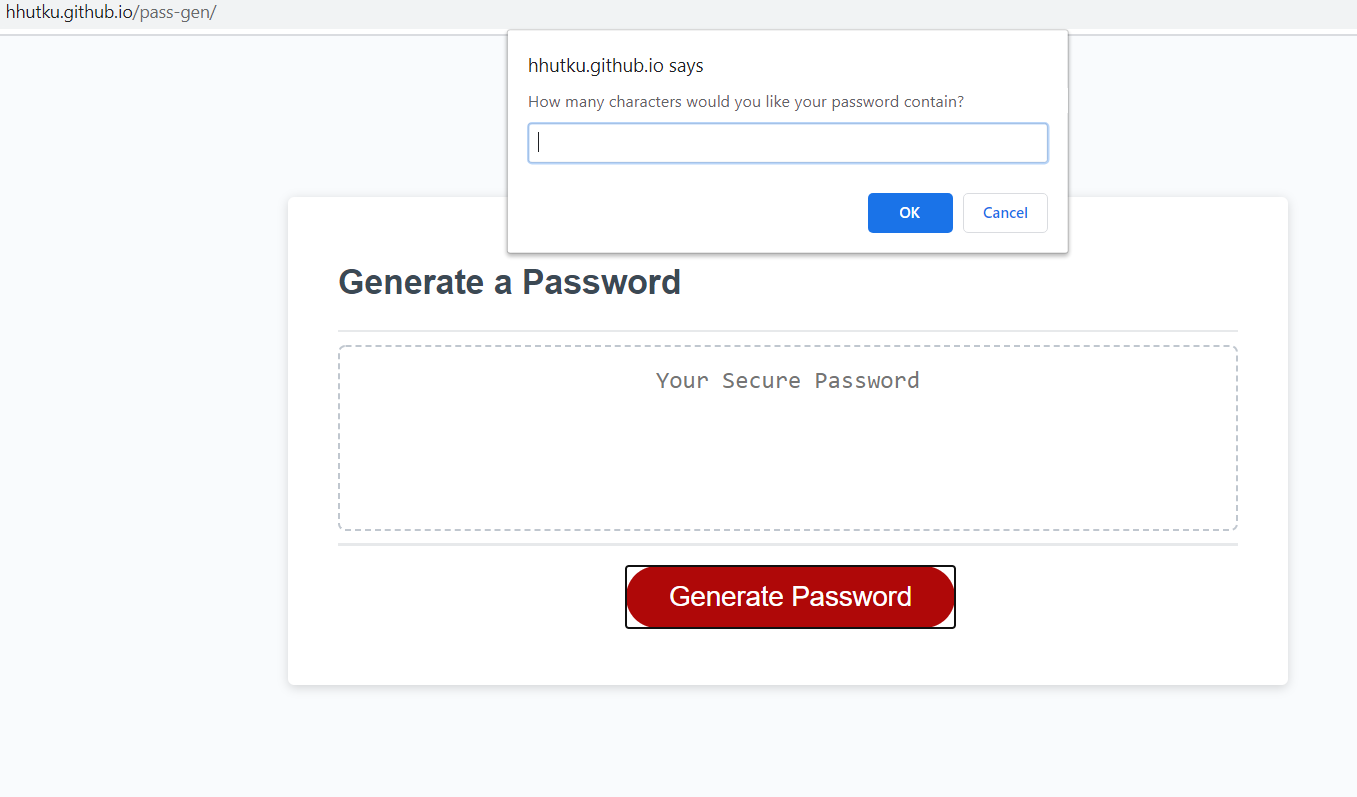 hhutku.github.io/pass-gen/
hhutku.github.io says
How many characters would you like your password contain?
OK
Cancel
Generate a Password
Your Secure Password
Generate Password